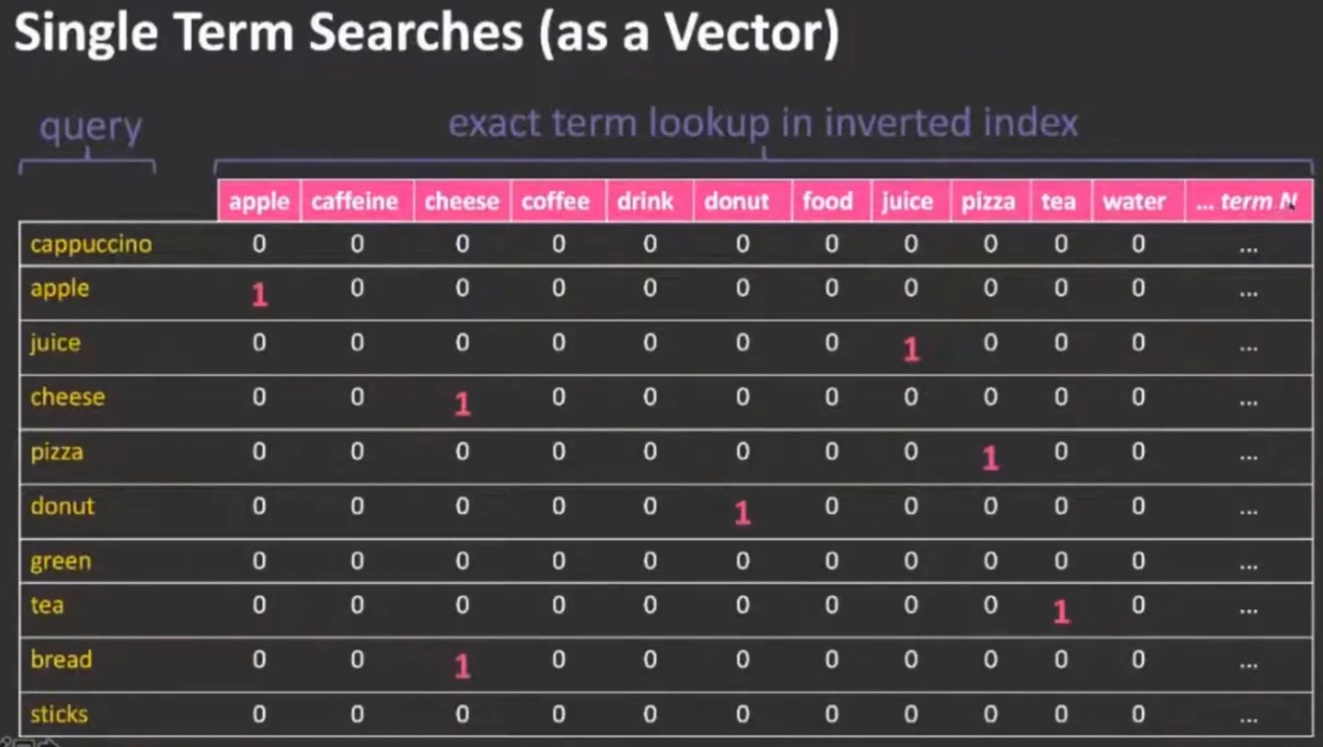 Single Term Searches (as a Vector)
query exact term lookup in inverted index
apple caffeine cheese coffee drink donut food juice pizza tea water ... term N
cappuccino 0 0 0 0 0 0 0 0 0 0 0 ...
apple 1 0 0 0 0 0 0 0 0 0 0 ...
juice 0 0 0 0 0 0 0 1 0 0 0 ...
cheese 0 0 1 0 0 0 0 0 0 0 0 ...
pizza 0 0 0 0 0 0 0 0 1 0 0 ...
donut 0 0 0 0 0 1 0 0 0 0 0 ...
green 0 0 0 0 0 0 0 0 0 0 0 ...
tea 0 0 0 0 0 0 0 0 0 1 0 ...
bread 0 0 1 0 0 0 0 0 0 0 0 ...
sticks 0 0 0 0 0 0 0 0 0 0 0 ...